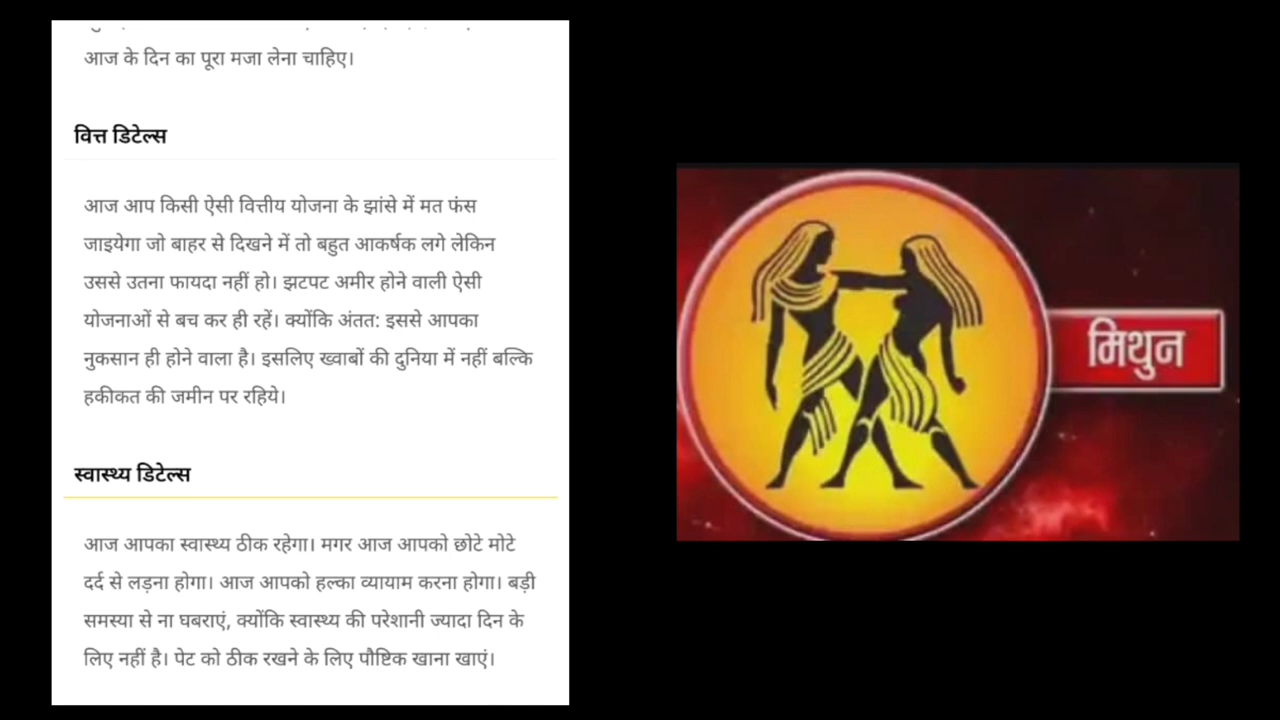 आज के दिन का पूरा मजा लेना चाहिए।
वित्त डिटेल्स
आज आप किसी ऐसी वित्तीय योजना के झांसे में मत फंस
जाइयेगा जो बाहर से दिखने में तो बहुत आकर्षक लगे लेकिन
उससे उतना फायदा नहीं हो। झटपट अमीर होने वाली ऐसी
योजनाओं से बच कर ही रहें। क्योंकि अंतत: इससे आपका
नुकसान ही होने वाला है। इसलिए ख्वाबों की दुनिया में नहीं बल्कि
हकीकत की जमीन पर रहिये।
स्वास्थ्य डिटेल्स
आज आपका स्वास्थ्य ठीक रहेगा। मगर आज आपको छोटे मोटे
दर्द से लड़ना होगा। आज आपको हल्का व्यायाम करना होगा। बड़ी
समस्या से ना घबराएं, क्योंकि स्वास्थ्य की परेशानी ज्यादा दिन के
लिए नहीं है। पेट को ठीक रखने के लिए पौष्टिक खाना खाएं।
मिथुन